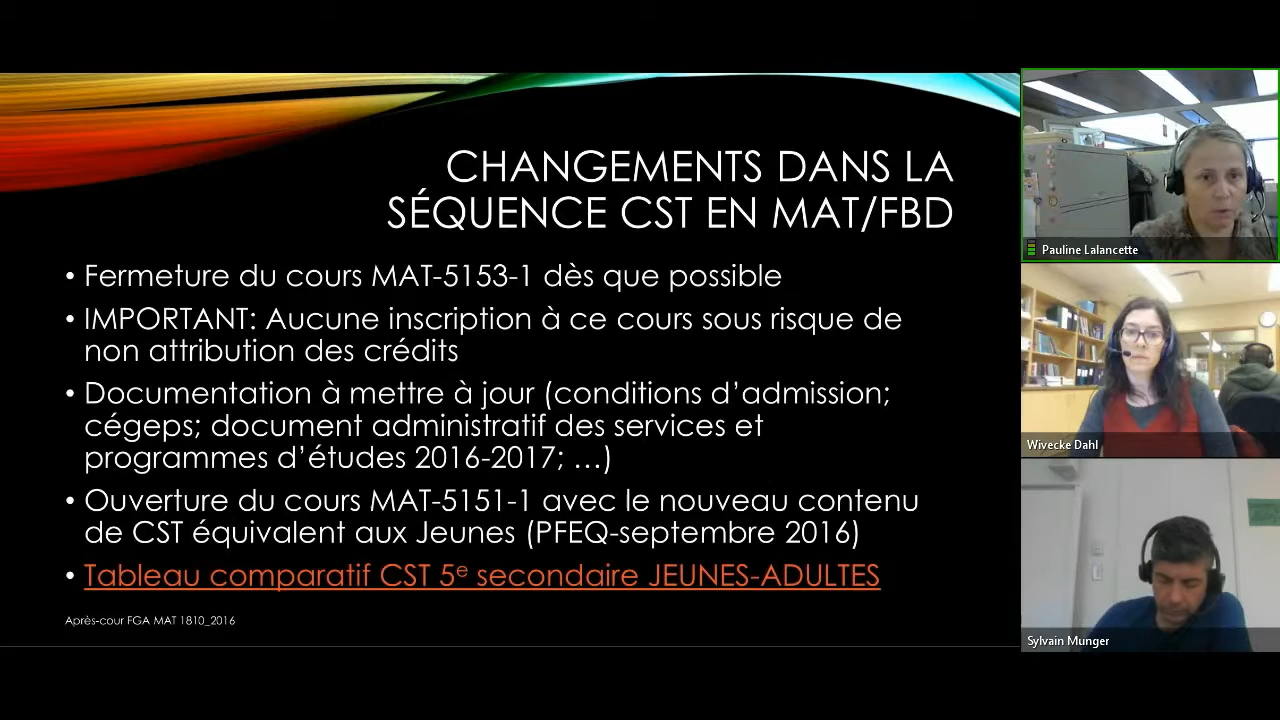 CHANGEMENTS DANS LA
SÉQUENCE CST EN MAT/FBD
• Fermeture du cours MAT-5153-1 dès que possible
• IMPORTANT: Aucune inscription à ce cours sous risque de
non attribution des crédits
• Documentation à mettre à jour (conditions d’admission;
cégeps; document administratif des services et
programmes d’études 2016-2017; …)
• Ouverture du cours MAT-5151-1 avec le nouveau contenu
de CST équivalent aux Jeunes (PFEQ-septembre 2016)
• Tableau comparatif CST 5e secondaire JEUNES-ADULTES
Après-cour FGA MAT 1810_2016
Pauline Lalancette
Wivecke Dahl
Sylvain Munger